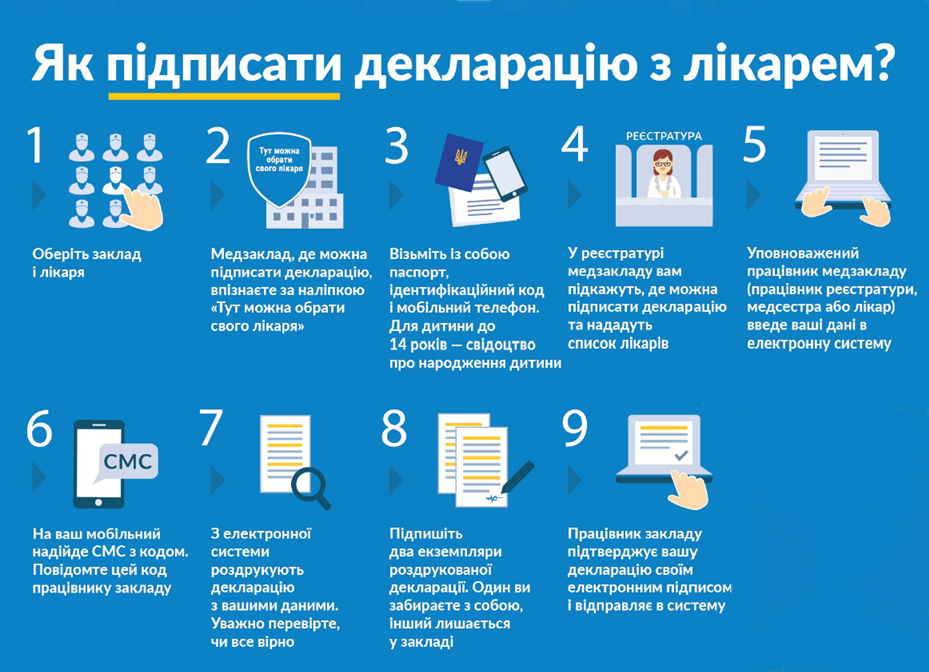 Як підписати декларацію з лікарем?
1
Оберіть заклад
і лікаря
2
Тут можна
обрати
свого лікаря
Медзаклад, де можна
підписати декларацію,
впізнаєте за наліпкою
«Тут можна обрати
свого лікаря»
3
Візьміть із собою
паспорт,
ідентифікаційний код
і мобільний телефон.
Для дитини до
14 років — свідоцтво
про народження дитини
4
РЕЄСТРАТУРА
У реєстратурі
медзакладу вам
підкажуть, де можна
підписати декларацію
та нададуть
список лікарів
5
Уповноважений
працівник медзакладу
(працівник реєстратури,
медсестра або лікар)
введе ваші дані в
електронну систему
6
СМС
На ваш мобільний
надійде СМС з кодом.
Повідомте цей код
працівнику закладу
7
З електронної
системи
роздрукують
декларацію
з вашими даними.
Уважно перевірте,
чи все вірно
8
Підпишіть
два екземпляри
роздрукованої
декларації. Один ви
забираєте з собою,
інший лишається
у закладі
9
Працівник закладу
підтверджує вашу
декларацію своїм
електронним підписом
і відправляє в систему